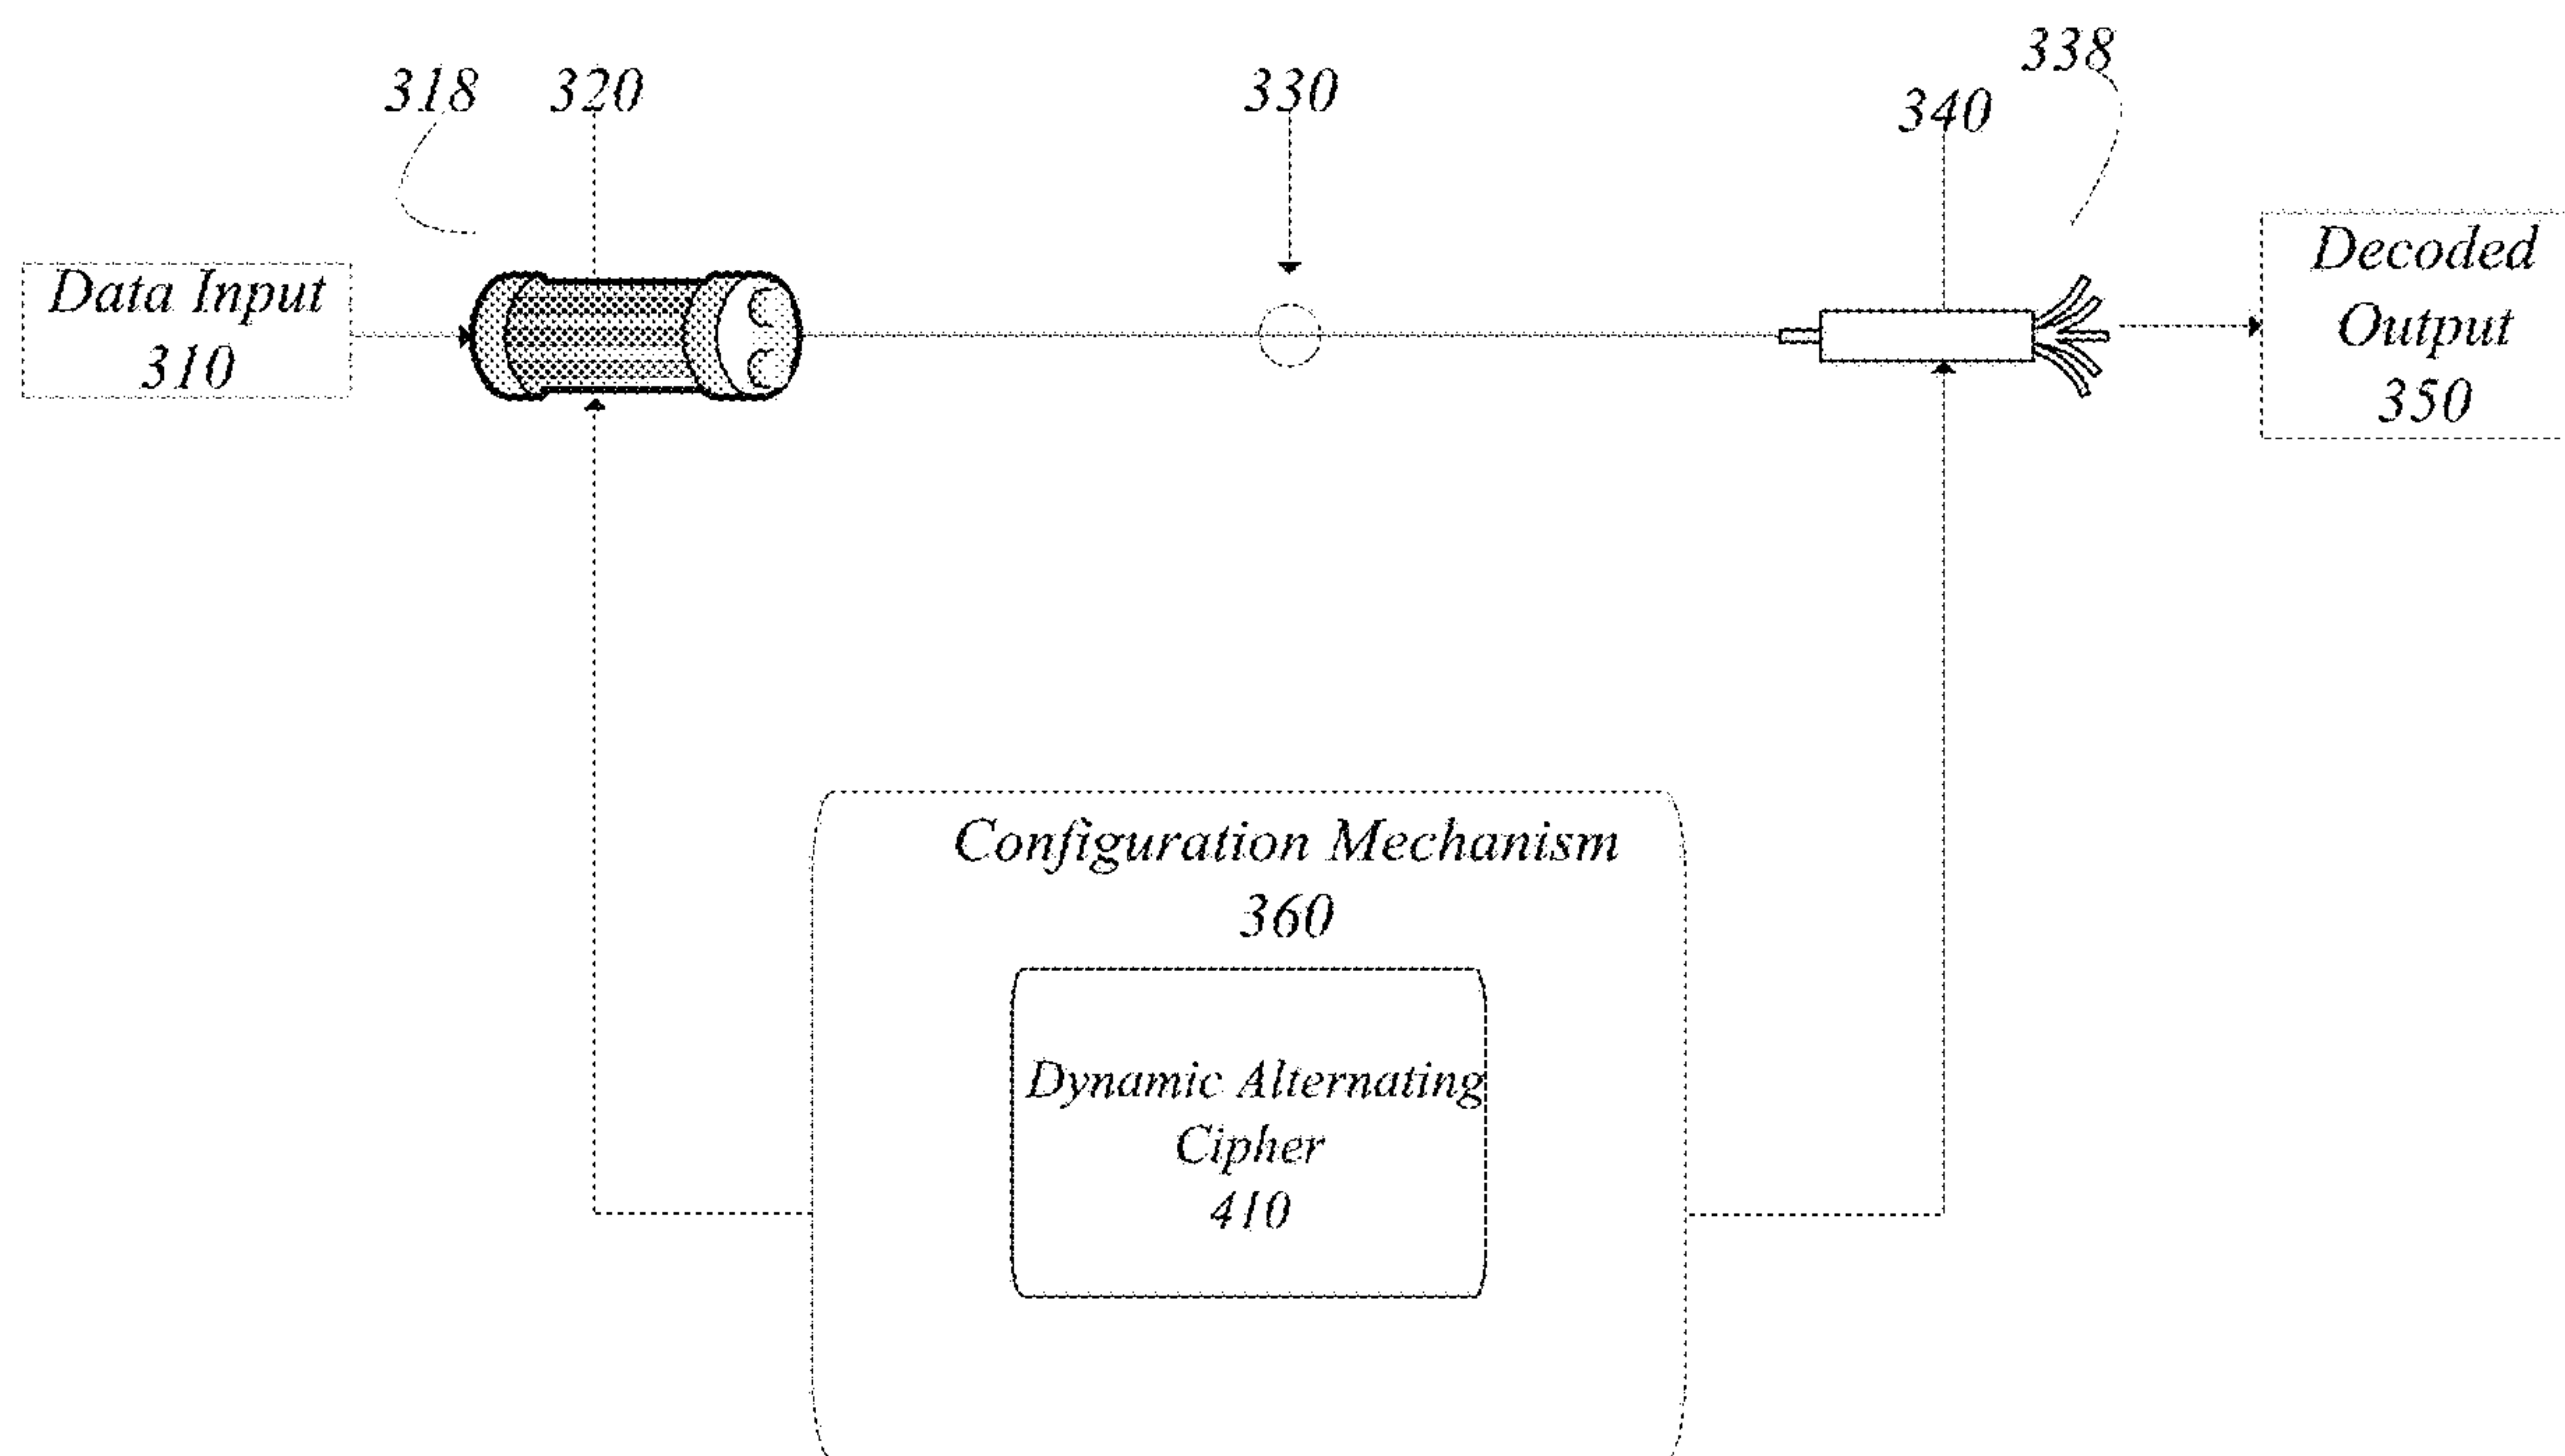 318
320
330
338
340
Data Input
310
Decoded
Output
350
Configuration Mechanism
360
Dynamic Alternating
Cipher
410